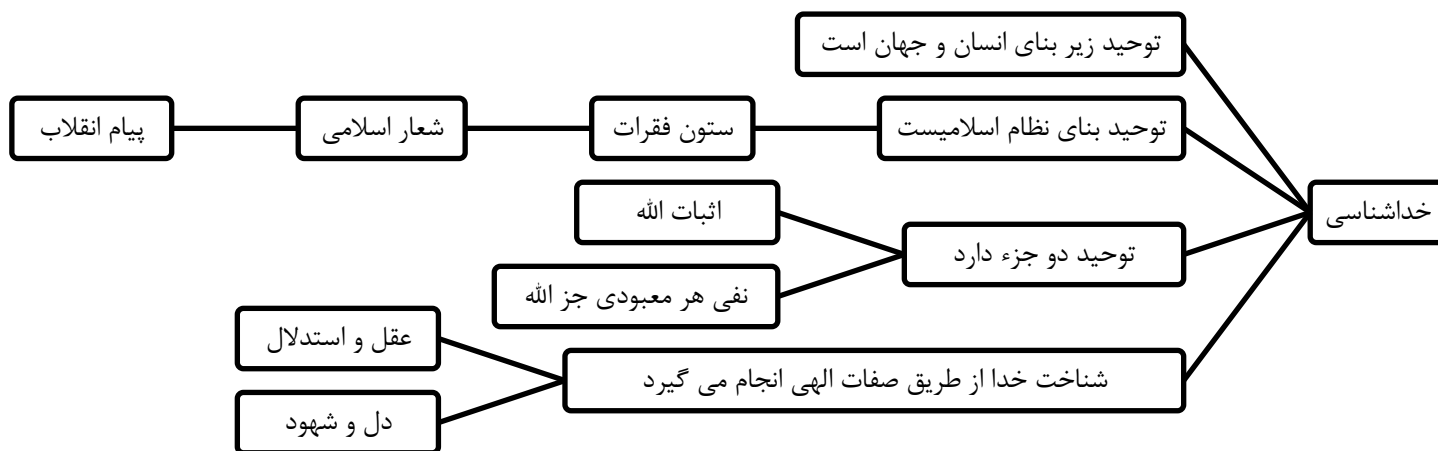 خداشناسی
توحید زیر بنای انسان و جهان است
توحید بنای نظام اسلامیست
ستون فقرات
شعار اسلامی
پیام انقلاب
توحید دو جزء دارد
اثبات الله
نفی هر معبودی جز الله
شناخت خدا از طریق صفات الهی انجام می گیرد
عقل و استدلال
دل و شهود